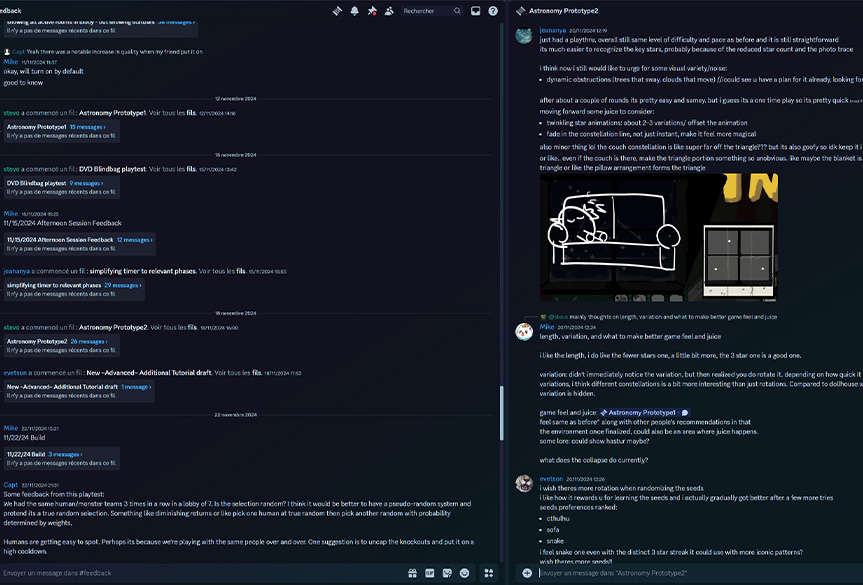 edback
Rechercher
showing all active rooms in lobby - but showing statuses 36 messages ›
Il n'y a pas de messages récents dans ce fil.
Capt Yeah there was a notable increase in quality when my friend put it on
Mike 11/11/2024 11:37
okay, will turn on by default
good to know
12 novembre 2024
stevo a commencé un fil : Astronomy Prototype1. Voir tous les fils. 12/11/2024 14:56
Astronomy Prototype1 15 messages ›
Il n'y a pas de messages récents dans ce fil.
stevo a commencé un fil : DVD Blindbag playtest. Voir tous les fils.
DVD Blindbag playtest 9 messages ›
Il n'y a pas de messages récents dans ce fil.
Mike
11/15/2024 Afternoon Session Feedback
11/15/2024 Afternoon Session Feedback 12 messages ›
Il n'y a pas de messages récents dans ce fil.
jeananya a commencé un fil : simplifying timer to relevant phases. Voir tous les fils.
simplifying timer to relevant phases 29 messages ›
Il n'y a pas de messages récents dans ce fil.
18 novembre 2024
stevo a commencé un fil : Astronomy Prototype2. Voir tous les fils. 18/11/2024 16:00
Astronomy Prototype2 26 messages ›
Il n'y a pas de messages récents dans ce fil.
evetson a commencé un fil : New ~Advanced~ Additional Tutorial draft. Voir tous les fils. 18/11/2024 17:50
New ~Advanced~ Additional Tutorial draft 1 message ›
Il n'y a pas de messages récents dans ce fil.
22 novembre 2024
Mike 22/11/2024 15:21
11/22/24 Build
11/22/24 Build 3 messages ›
Il n'y a pas de messages récents dans ce fil.
Capt 22/11/2024 21:01
Some feedback from this playtest:
We had the same human/monster teams 3 times in a row in a lobby of 7. Is the selection random? I think it would be better to have a pseudo-random system and
pretend its a true random selection. Something like diminishing returns or like pick one human at true random then pick another random with probability
determined by weights.
Humans are getting easy to spot. Perhaps its because we're playing with the same people over and over. One suggestion is to uncap the knockouts and put it on a
high cooldown.
Envoyer un message dans #feedback
Astronomy Prototype2
jeananya 20/11/2024 12:19
just had a playthru, overall still same level of difficulty and pace as before and it is still straightforward
its much easier to recognize the key stars, probably because of the reduced star count and the photo trace
i think now i still would like to urge for some visual variety/noise:
• dynamic obstructions (trees that sway, clouds that move) //i could see u have a plan for it already, looking for
after about a couple of rounds its pretty easy and samey. but i guess its a one time play so its pretty quick
moving forward some juice to consider:
• twinkling star animations: about 2-3 variations/ offset the animation
• fade in the constellation line, not just instant, make it feel more magical
also minor thing lol the couch constellation is like super far off the triangle??? but its also goofy so idk keep it i
or like.. even if the couch is there, make the triangle portion something so unobvious. like maybe the blanket is
triangle or like the pillow arrangement forms the triangle
IN
@stevo mainly thoughts on length, variation and what to make better game feel and juice
Mike 20/11/2024 12:24
length, variation, and what to make better game feel and juice
i like the length, i do like the fewer stars one, a little bit more, the 3 star one is a good one.
variation: didn't immediately notice the variation, but then realized you do rotate it. depending on how quick it
variations, i think different constellations is a bit more interesting than just rotations. Compared to dollhouse w
variation is hidden.
game feel and juice: Astronomy Prototype1 ›
feel same as before^ along with other people's recommendations in that
the environment once finalized, could also be an area where juice happens.
some lore: could show hastur maybe?
what does the collapse do currently?
evetson 20/11/2024 12:26
i wish theres more rotation when randomizing the seeds
i like how it rewards u for learning the seeds and i actually gradually got better after a few more tries
seeds preferences ranked:
• cthulhu
• sofa
• snake
i feel snake one even with the distinct 3 star streak it could use with more iconic patterns?
wish theres more seeds!!
Envoyer un message dans "Astronomy Prototype2"